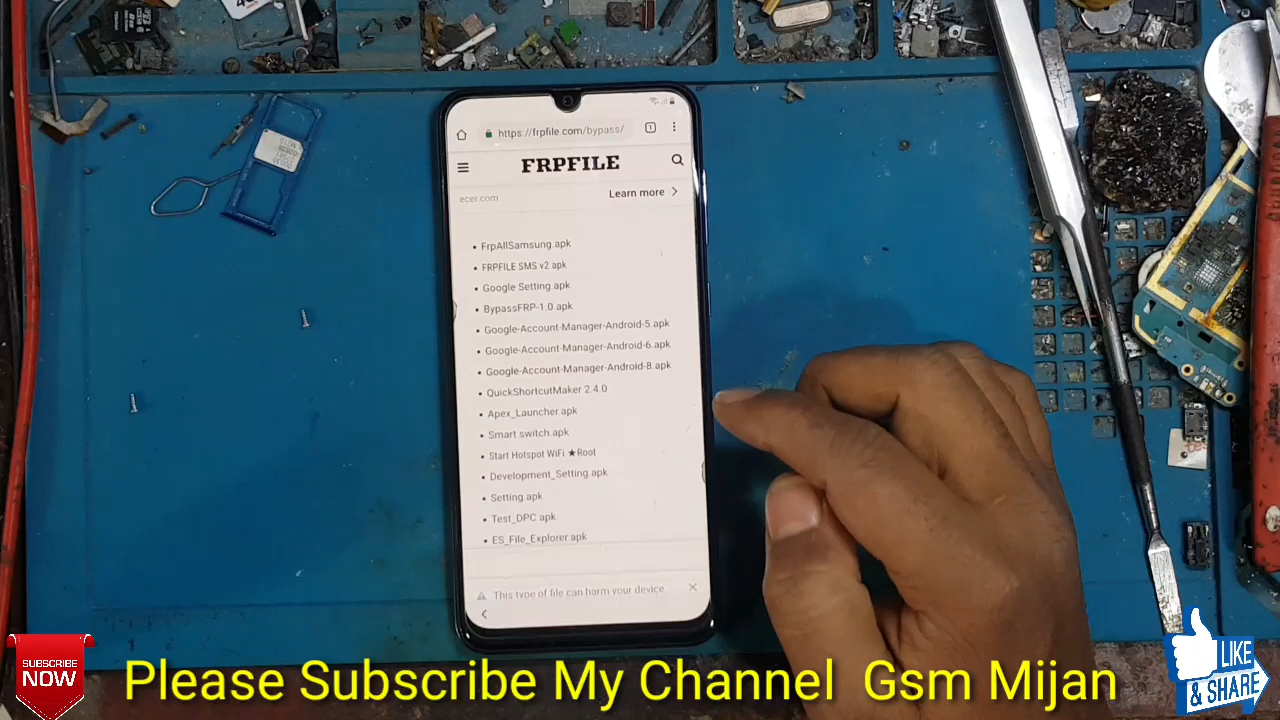 https://frpfile.com/bypass/
1
FRPFILE
ecer.com
Learn more
FrpAllSamsung.apk
FRPFILE SMS v2.apk
Google Setting.apk
BypassFRP-1.0.apk
Google-Account-Manager-Android-5.apk
Google-Account-Manager-Android-6.apk
Google-Account-Manager-Android-8.apk
QuickShortcutMaker 2.4.0
Apex_Launcher.apk
Smart switch.apk
Start Hotspot WiFi ★Root
Development_Setting.apk
Setting.apk
Test_DPC.apk
ES_File_Explorer.apk
This type of file can harm your device.
SUBSCRIBE
NOW
Please Subscribe My Channel Gsm Mijan
LIKE
& SHARE